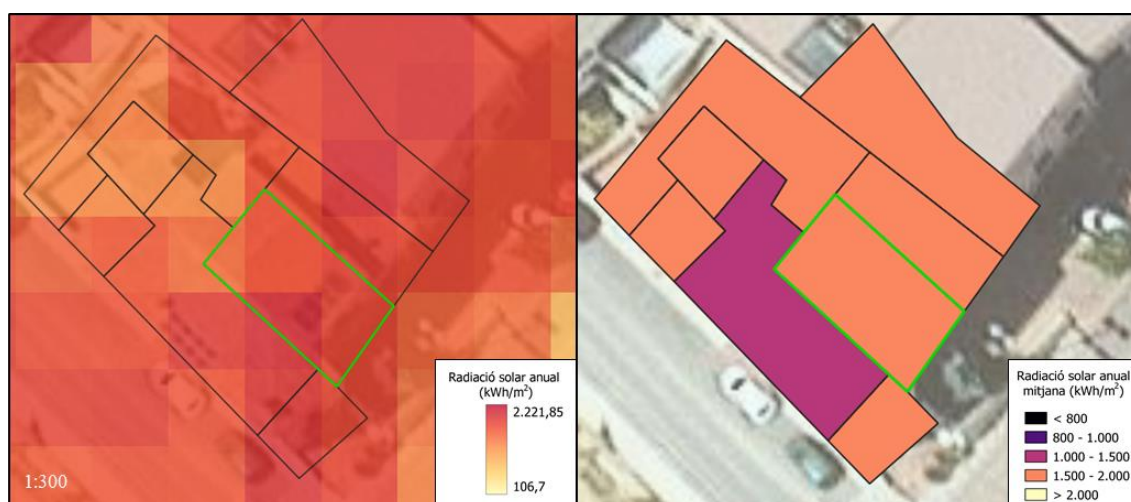 Radiació solar anual
(kWh/m²)
2.221,85
106,7
1:300
Radiació solar anual
mitjana (kWh/m²)
< 800
800 - 1.000
1.000 - 1.500
1.500 - 2.000
> 2.000